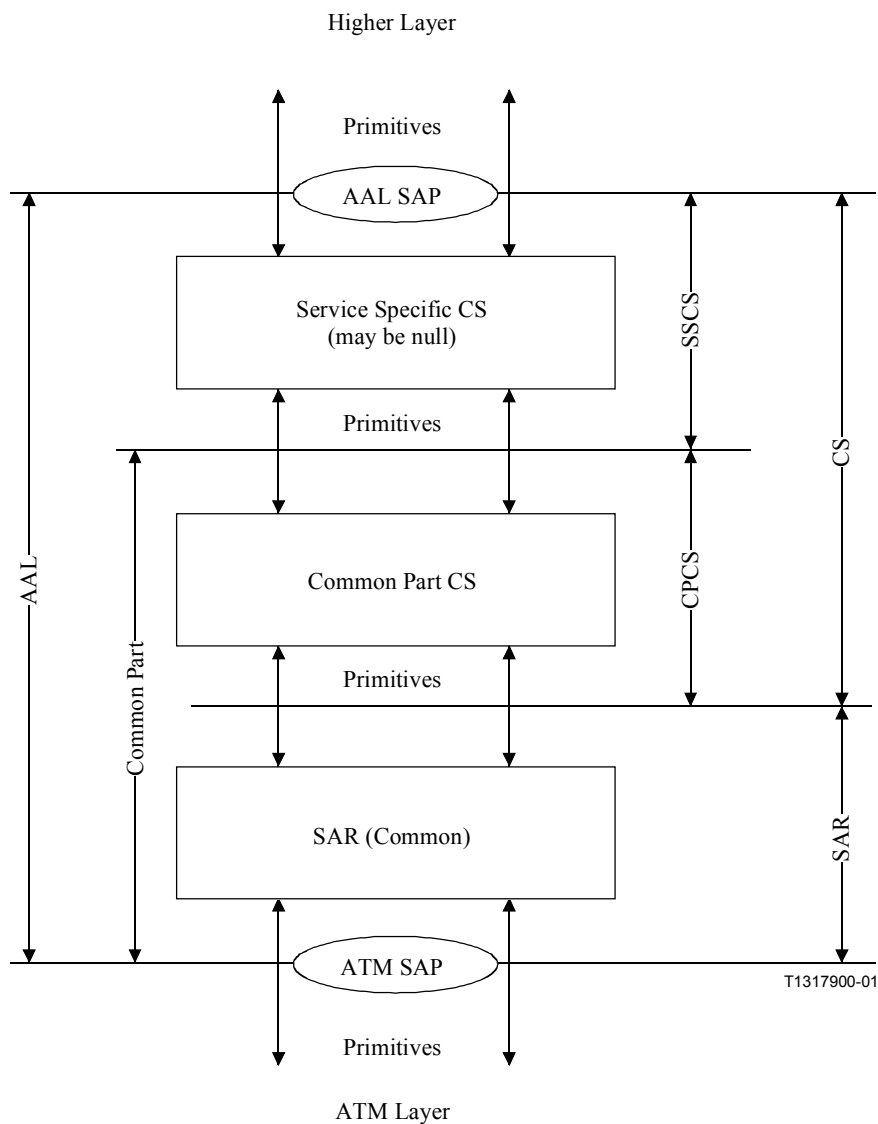 Higher Layer
Primitives
AAL SAP
Service Specific CS
(may be null)
SSCS
Primitives
CS
AAL
Common Part CS
CPCS
Common Part
Primitives
SAR (Common)
SAR
ATM SAP
T1317900-01
Primitives
ATM Layer